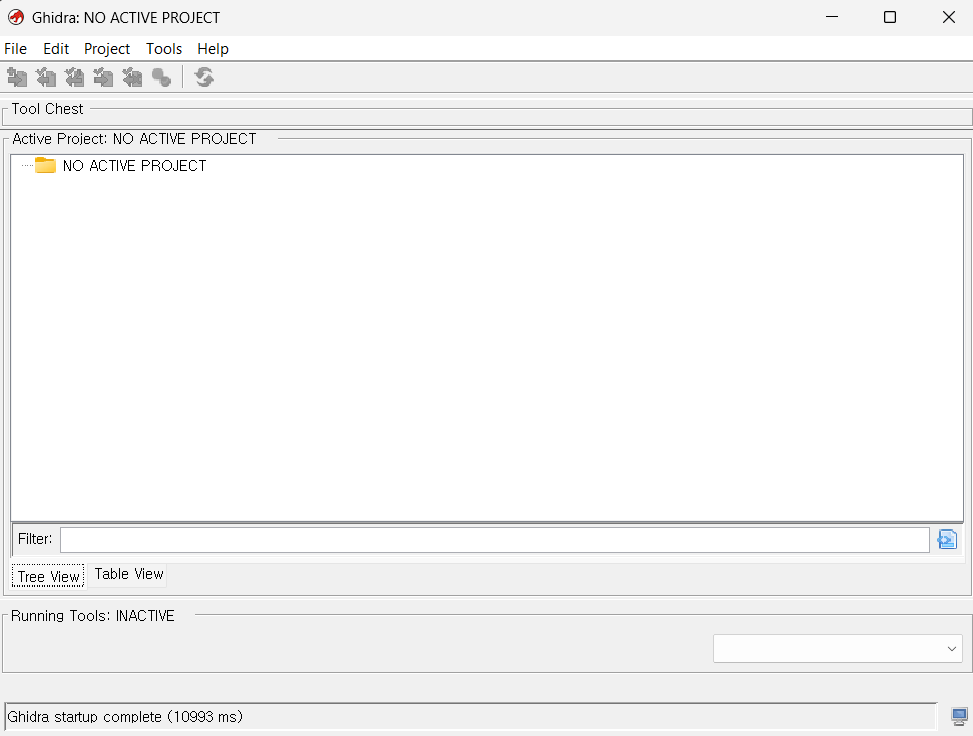 Ghidra: NO ACTIVE PROJECT
File Edit Project Tools Help
Tool Chest
Active Project: NO ACTIVE PROJECT
NO ACTIVE PROJECT
Filter:
Tree View Table View
Running Tools: INACTIVE
Ghidra startup complete (10993 ms)